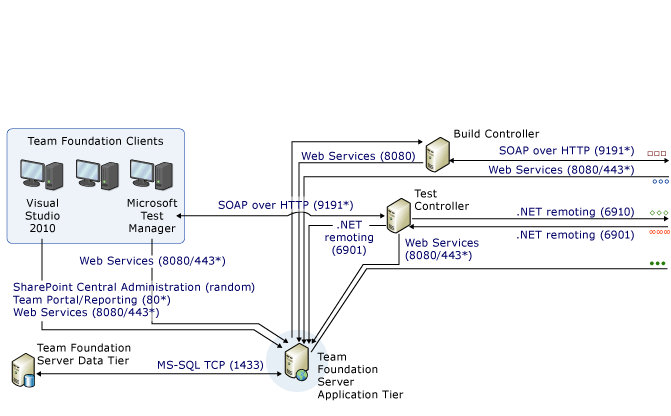 Team Foundation Clients
Visual
Studio
2010
Microsoft
Test
Manager
Build Controller
SOAP over HTTP (9191*)
Web Services (8080)
Web Services (8080/443*)
SOAP over HTTP (9191*)
Test
Controller
.NET remoting (6910)
.NET
remoting
(6901)
.NET remoting (6901)
Web Services
(8080/443*)
Web Services (8080/443*)
SharePoint Central Administration (random)
Team Portal/Reporting (80*)
Web Services (8080/443*)
Team Foundation
Server Data Tier
MS-SQL TCP (1433)
Team
Foundation
Server
Application Tier